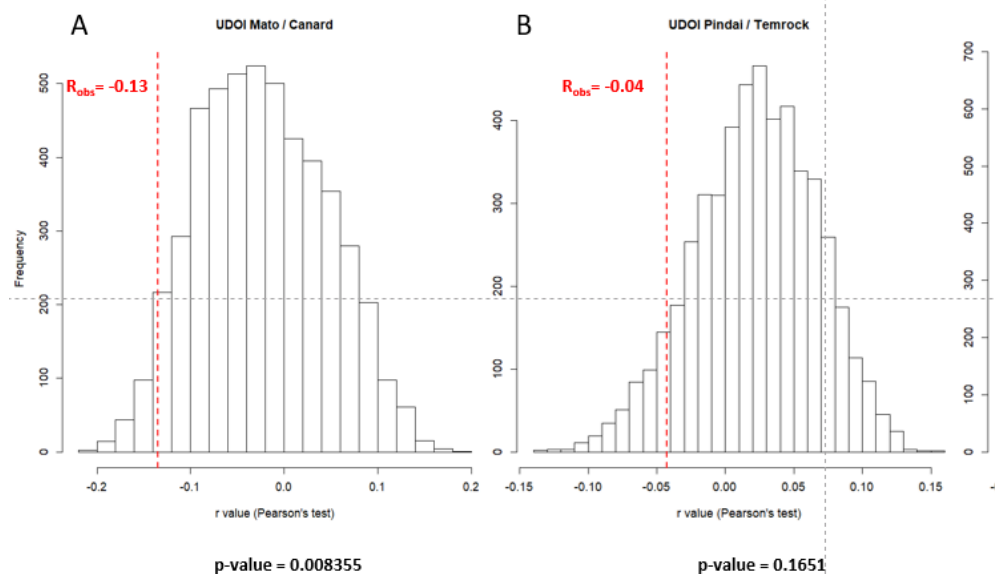 A
UDOI Mato / Canard
R_obs= -0.13
Frequency
500
400
300
200
100
0
-0.2 -0.1 0.0 0.1 0.2
r value (Pearson's test)
p-value = 0.008355
B
UDOI Pindai / Temrock
R_obs= -0.04
400
300
200
100
0
-0.15 -0.10 -0.05 0.00 0.05 0.10 0.15
r value (Pearson's test)
p-value = 0.1651
700
600
500
400
300
200
100
0